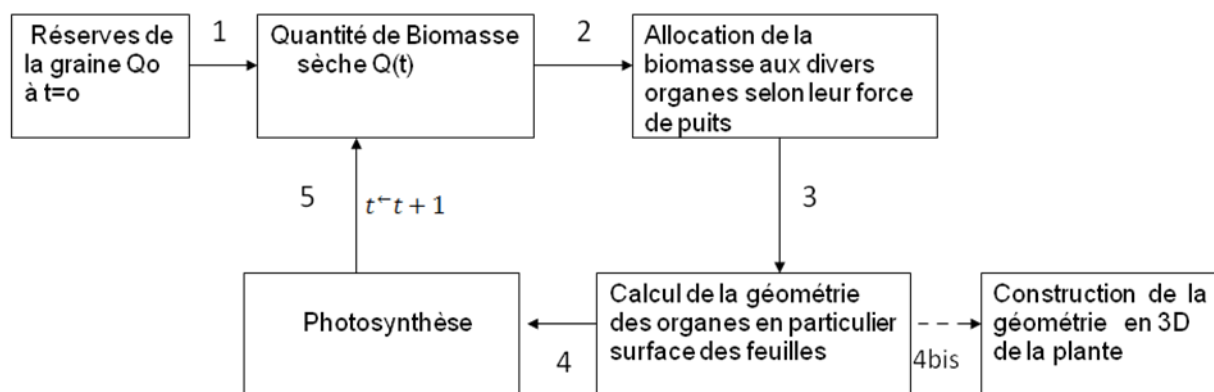 Réserves de
la graine Qo
à t=o
1
Quantité de Biomasse
sèche Q(t)
2
Allocation de la
biomasse aux divers
organes selon leur force
de puits
3
Calcul de la géométrie
des organes en particulier
surface des feuilles
4
4bis
Construction de la
géométrie en 3D
de la plante
Photosynthèse
5
t←t + 1